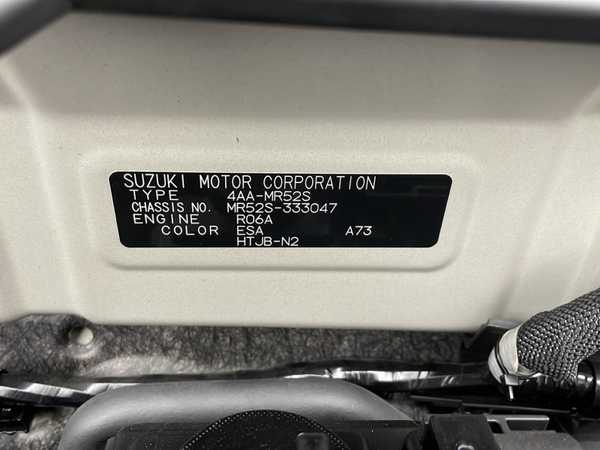 SUZUKI MOTOR CORPORATION
TYPE 4AA-MR52S
CHASSIS NO. MR52S-333047
ENGINE R06A
COLOR ESA A73
HTJB-N2